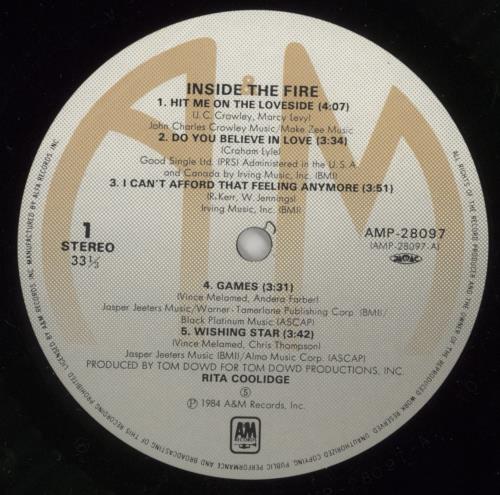 INSIDE THE FIRE
1. HIT ME ON THE LOVESIDE (4:07)
(J.C. Crowley, Marcy Levy)
John Charles Crowley Music/Make Zee Music
2. DO YOU BELIEVE IN LOVE (3:34)
(Craham Lyle)
Good Single Ltd. (PRS) Administered in the U.S.A.
and Canada by Irving Music, Inc. (BMI)
3. I CAN'T AFFORD THAT FEELING ANYMORE (3:51)
(R. Kerr, W. Jennings)
Irving Music, Inc. (BMI)
1
STEREO
33⅓
AMP-28097
(AMP-28097-A)
4. GAMES (3:31)
(Vince Melamed, Andera Farber)
Jasper Jeeters Music/Warner-Tamerlane Publishing Corp. (BMI)/
Black Platinum Music (ASCAP)
5. WISHING STAR (3:42)
(Vince Melamed, Chris Thompson)
Jasper Jeeters Music (BMI)/Almo Music Corp. (ASCAP)
PRODUCED BY TOM DOWD FOR TOM DOWD PRODUCTIONS, INC.
RITA COOLIDGE
Ⓢ
℗ 1984 A&M Records, Inc.
A&M
RECORDS
ALL RIGHTS OF THE RECORD PRODUCER AND THE OWNER OF THE RECORDED WORK RESERVED. UNAUTHORIZED COPYING, PUBLIC PERFORMANCE AND BROADCASTING OF THIS RECORDING PROHIBITED. LICENSED BY A&M RECORDS, INC. MANUFACTURED BY ALFA RECORDS, INC.